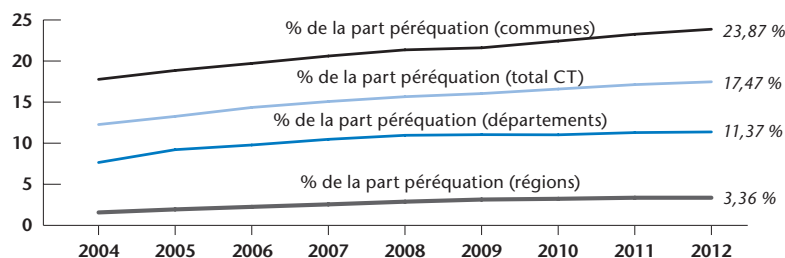 25
% de la part péréquation (communes)
23,87 %
20
% de la part péréquation (total CT)
17,47 %
15
% de la part péréquation (départements)
11,37 %
10
5
% de la part péréquation (régions)
3,36 %
0
2004 2005 2006 2007 2008 2009 2010 2011 2012